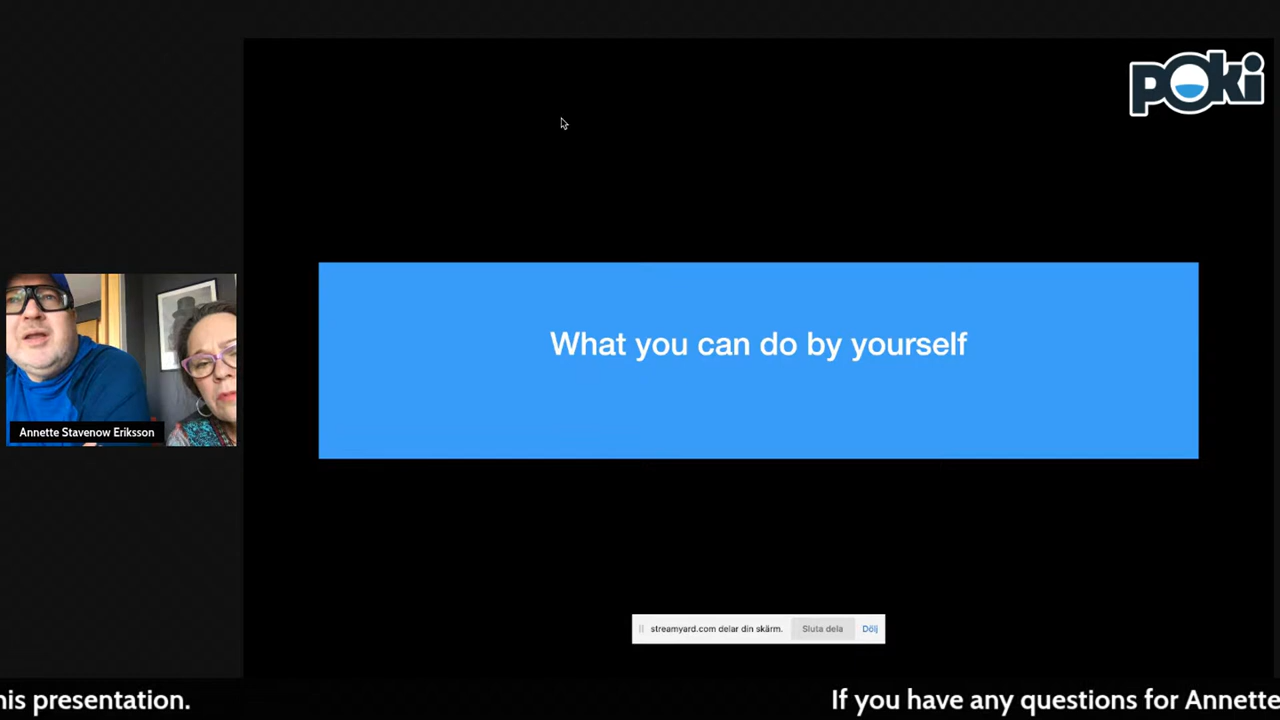 poki
What you can do by yourself
Annette Stavenow Eriksson
streamyard.com delar din skärm. Sluta dela Dölj
his presentation. If you have any questions for Annette